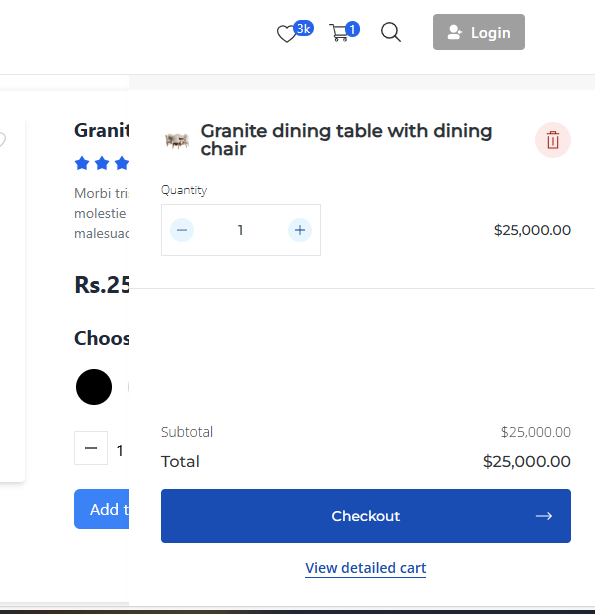 3k
1
Login
Granit
Morbi tri
molestie
malesuad
Rs.25
Choos
1
Add t
Granite dining table with dining
chair
Quantity
1
$25,000.00
Subtotal $25,000.00
Total $25,000.00
Checkout
View detailed cart